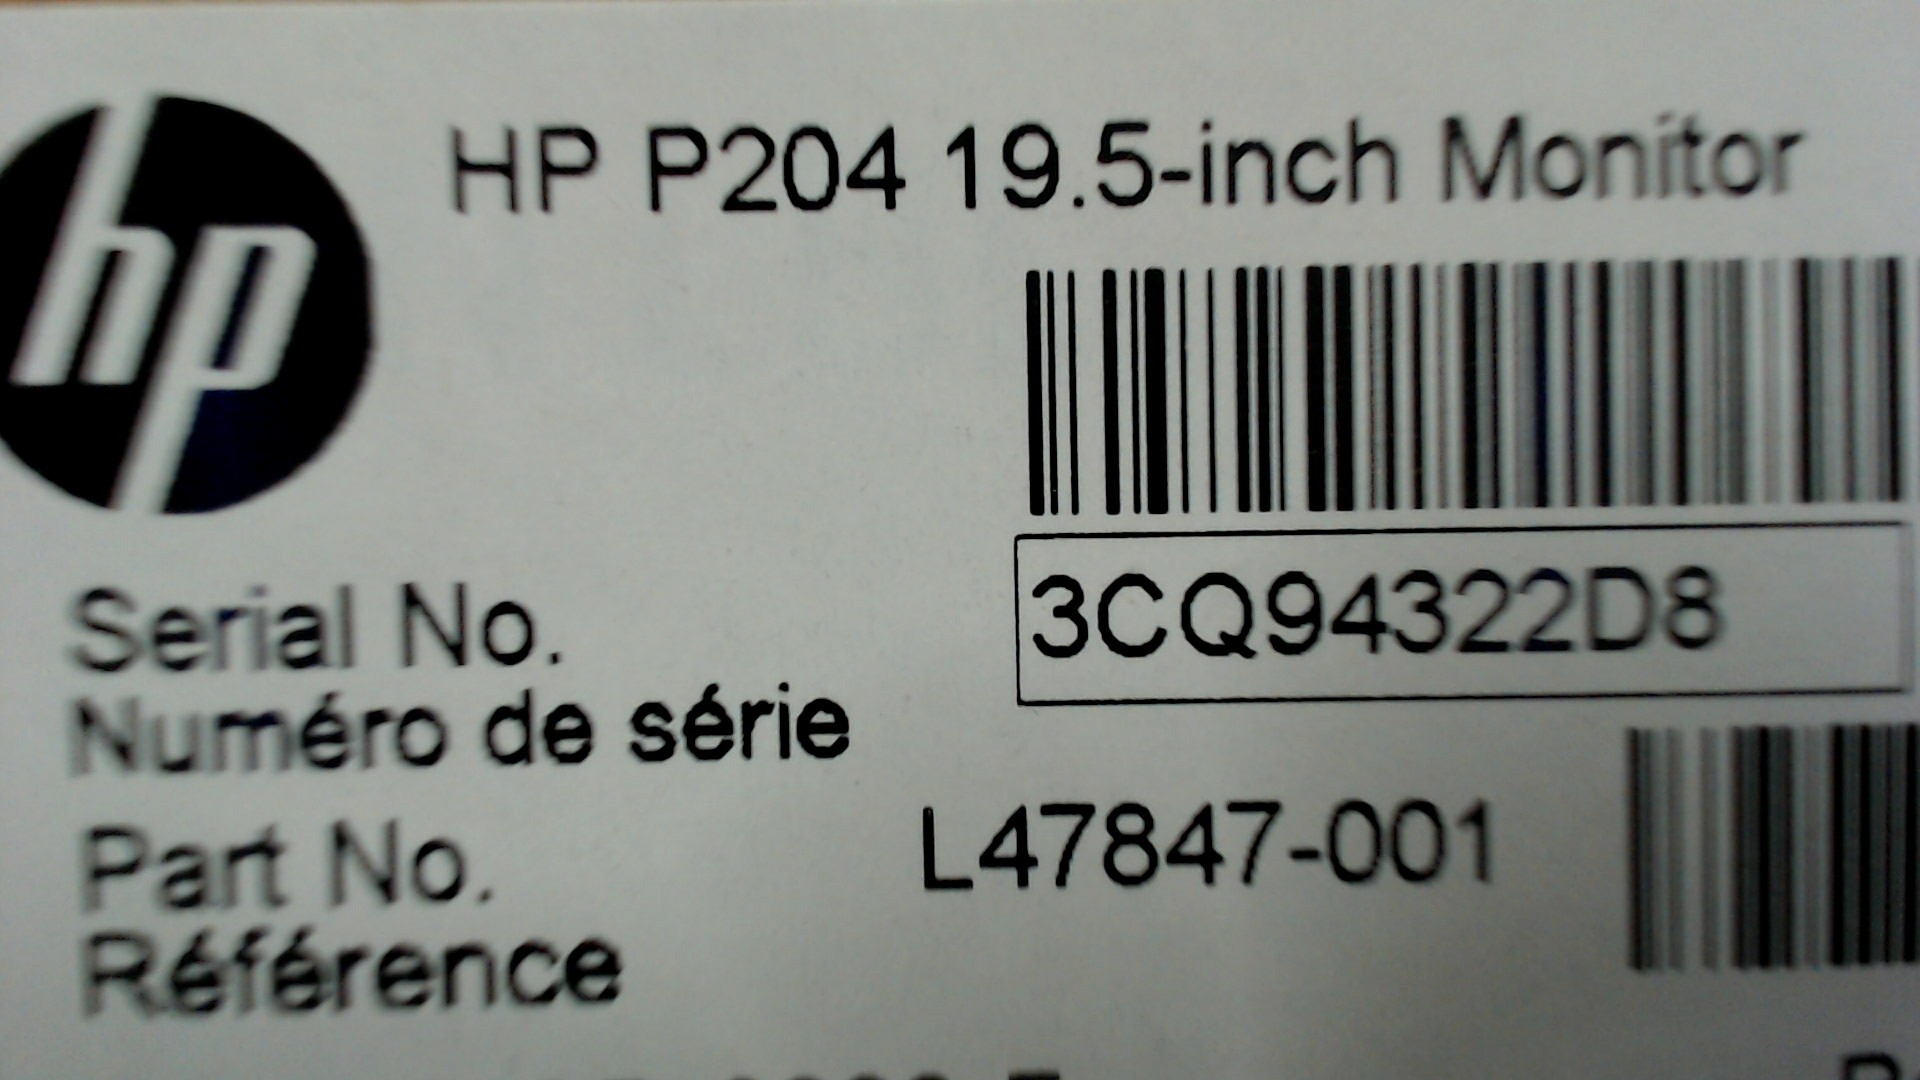 hp
HP P204 19.5-inch Monitor
Serial No.
3CQ94322D8
Numéro de série
Part No.
L47847-001
Référence